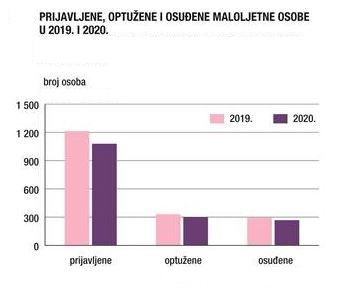 PRIJAVLJENE, OPTUŽENE I OSUĐENE MALOLJETNE OSOBE
U 2019. I 2020.
broj osoba
1 500
1 200
900
600
300
0
2019.
2020.
prijavljene
optužene
osuđene